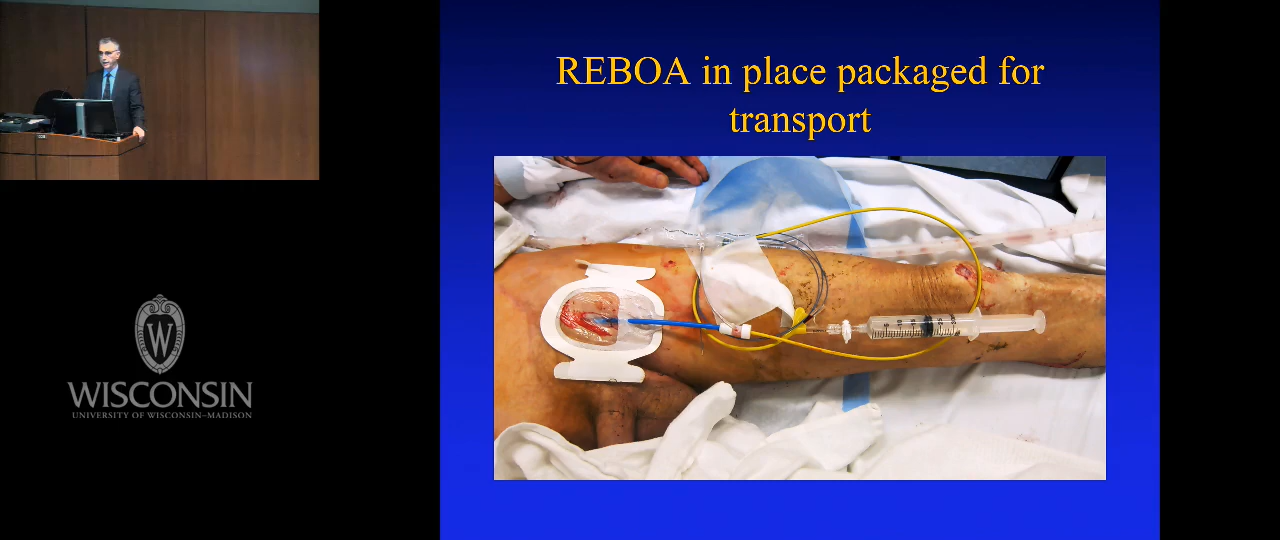 REBOA in place packaged for
transport
W
WISCONSIN
UNIVERSITY OF WISCONSIN–MADISON